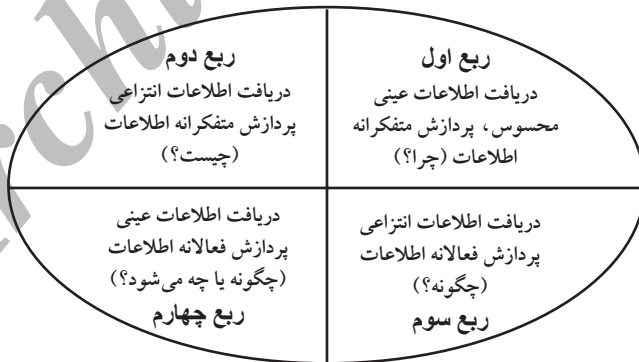 ربع اول
دریافت اطلاعات عینی
محسوس، پردازش متفکرانه
اطلاعات (چرا؟)
ربع دوم
دریافت اطلاعات انتزاعی
پردازش متفکرانه اطلاعات
(چیست؟)
دریافت اطلاعات انتزاعی
پردازش فعالانه اطلاعات
(چگونه؟)
ربع سوم
دریافت اطلاعات عینی
پردازش فعالانه اطلاعات
(چگونه یا چه می‌شود؟)
ربع چهارم